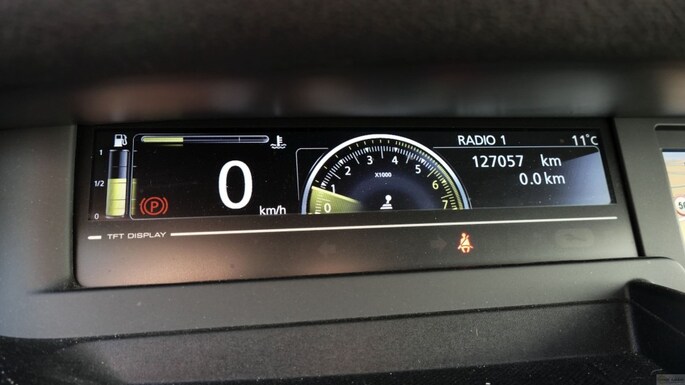 RADIO 1 11°C
1 1/2 0
0 km/h
0 1 2 3 4 5 6 7
X1000
127057 km
0.0 km
P
TFT DISPLAY